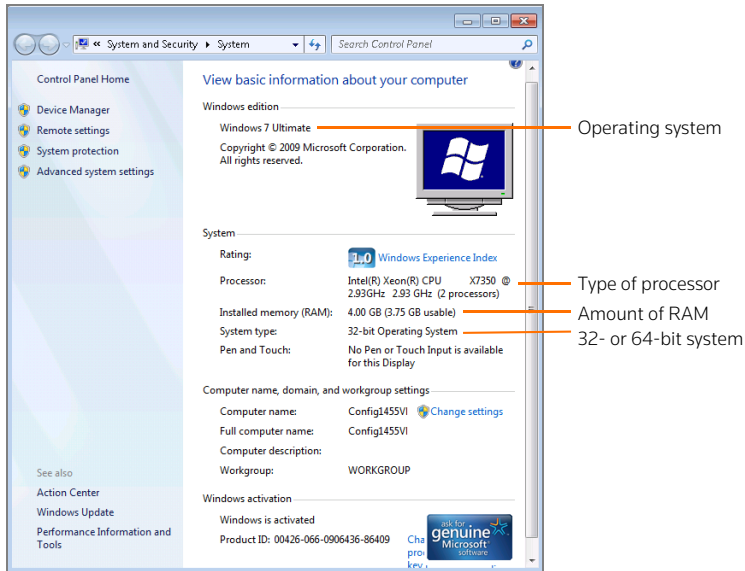 « System and Security ▸ System
Search Control Panel
Control Panel Home
Device Manager
Remote settings
System protection
Advanced system settings
See also
Action Center
Windows Update
Performance Information and
Tools
View basic information about your computer
Windows edition
Windows 7 Ultimate
Copyright © 2009 Microsoft Corporation.
All rights reserved.
System
Rating:
1.0 Windows Experience Index
Processor:
Intel(R) Xeon(R) CPU X7350 @
2.93GHz 2.93 GHz (2 processors)
Installed memory (RAM):
4.00 GB (3.75 GB usable)
System type:
32-bit Operating System
Pen and Touch:
No Pen or Touch Input is available
for this Display
Computer name, domain, and workgroup settings
Computer name:
Config1455VI
Change settings
Full computer name:
Config1455VI
Computer description:
Workgroup:
WORKGROUP
Windows activation
Windows is activated
Product ID: 00426-066-0906436-86409
Cha
pro
key
ask for
genuine
Microsoft
software
Operating system
Type of processor
Amount of RAM
32- or 64-bit system